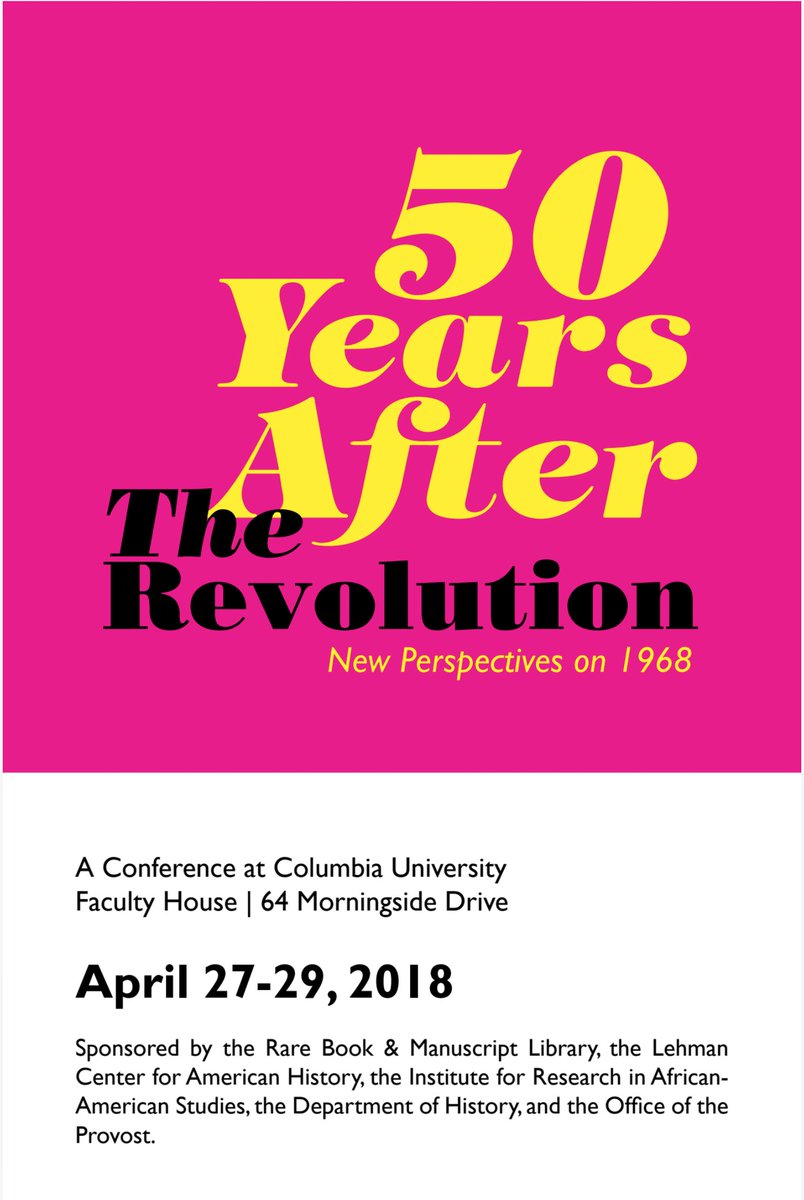 50
Years
After
The
Revolution
New Perspectives on 1968
A Conference at Columbia University
Faculty House | 64 Morningside Drive
April 27-29, 2018
Sponsored by the Rare Book & Manuscript Library, the Lehman
Center for American History, the Institute for Research in African-
American Studies, the Department of History, and the Office of the
Provost.